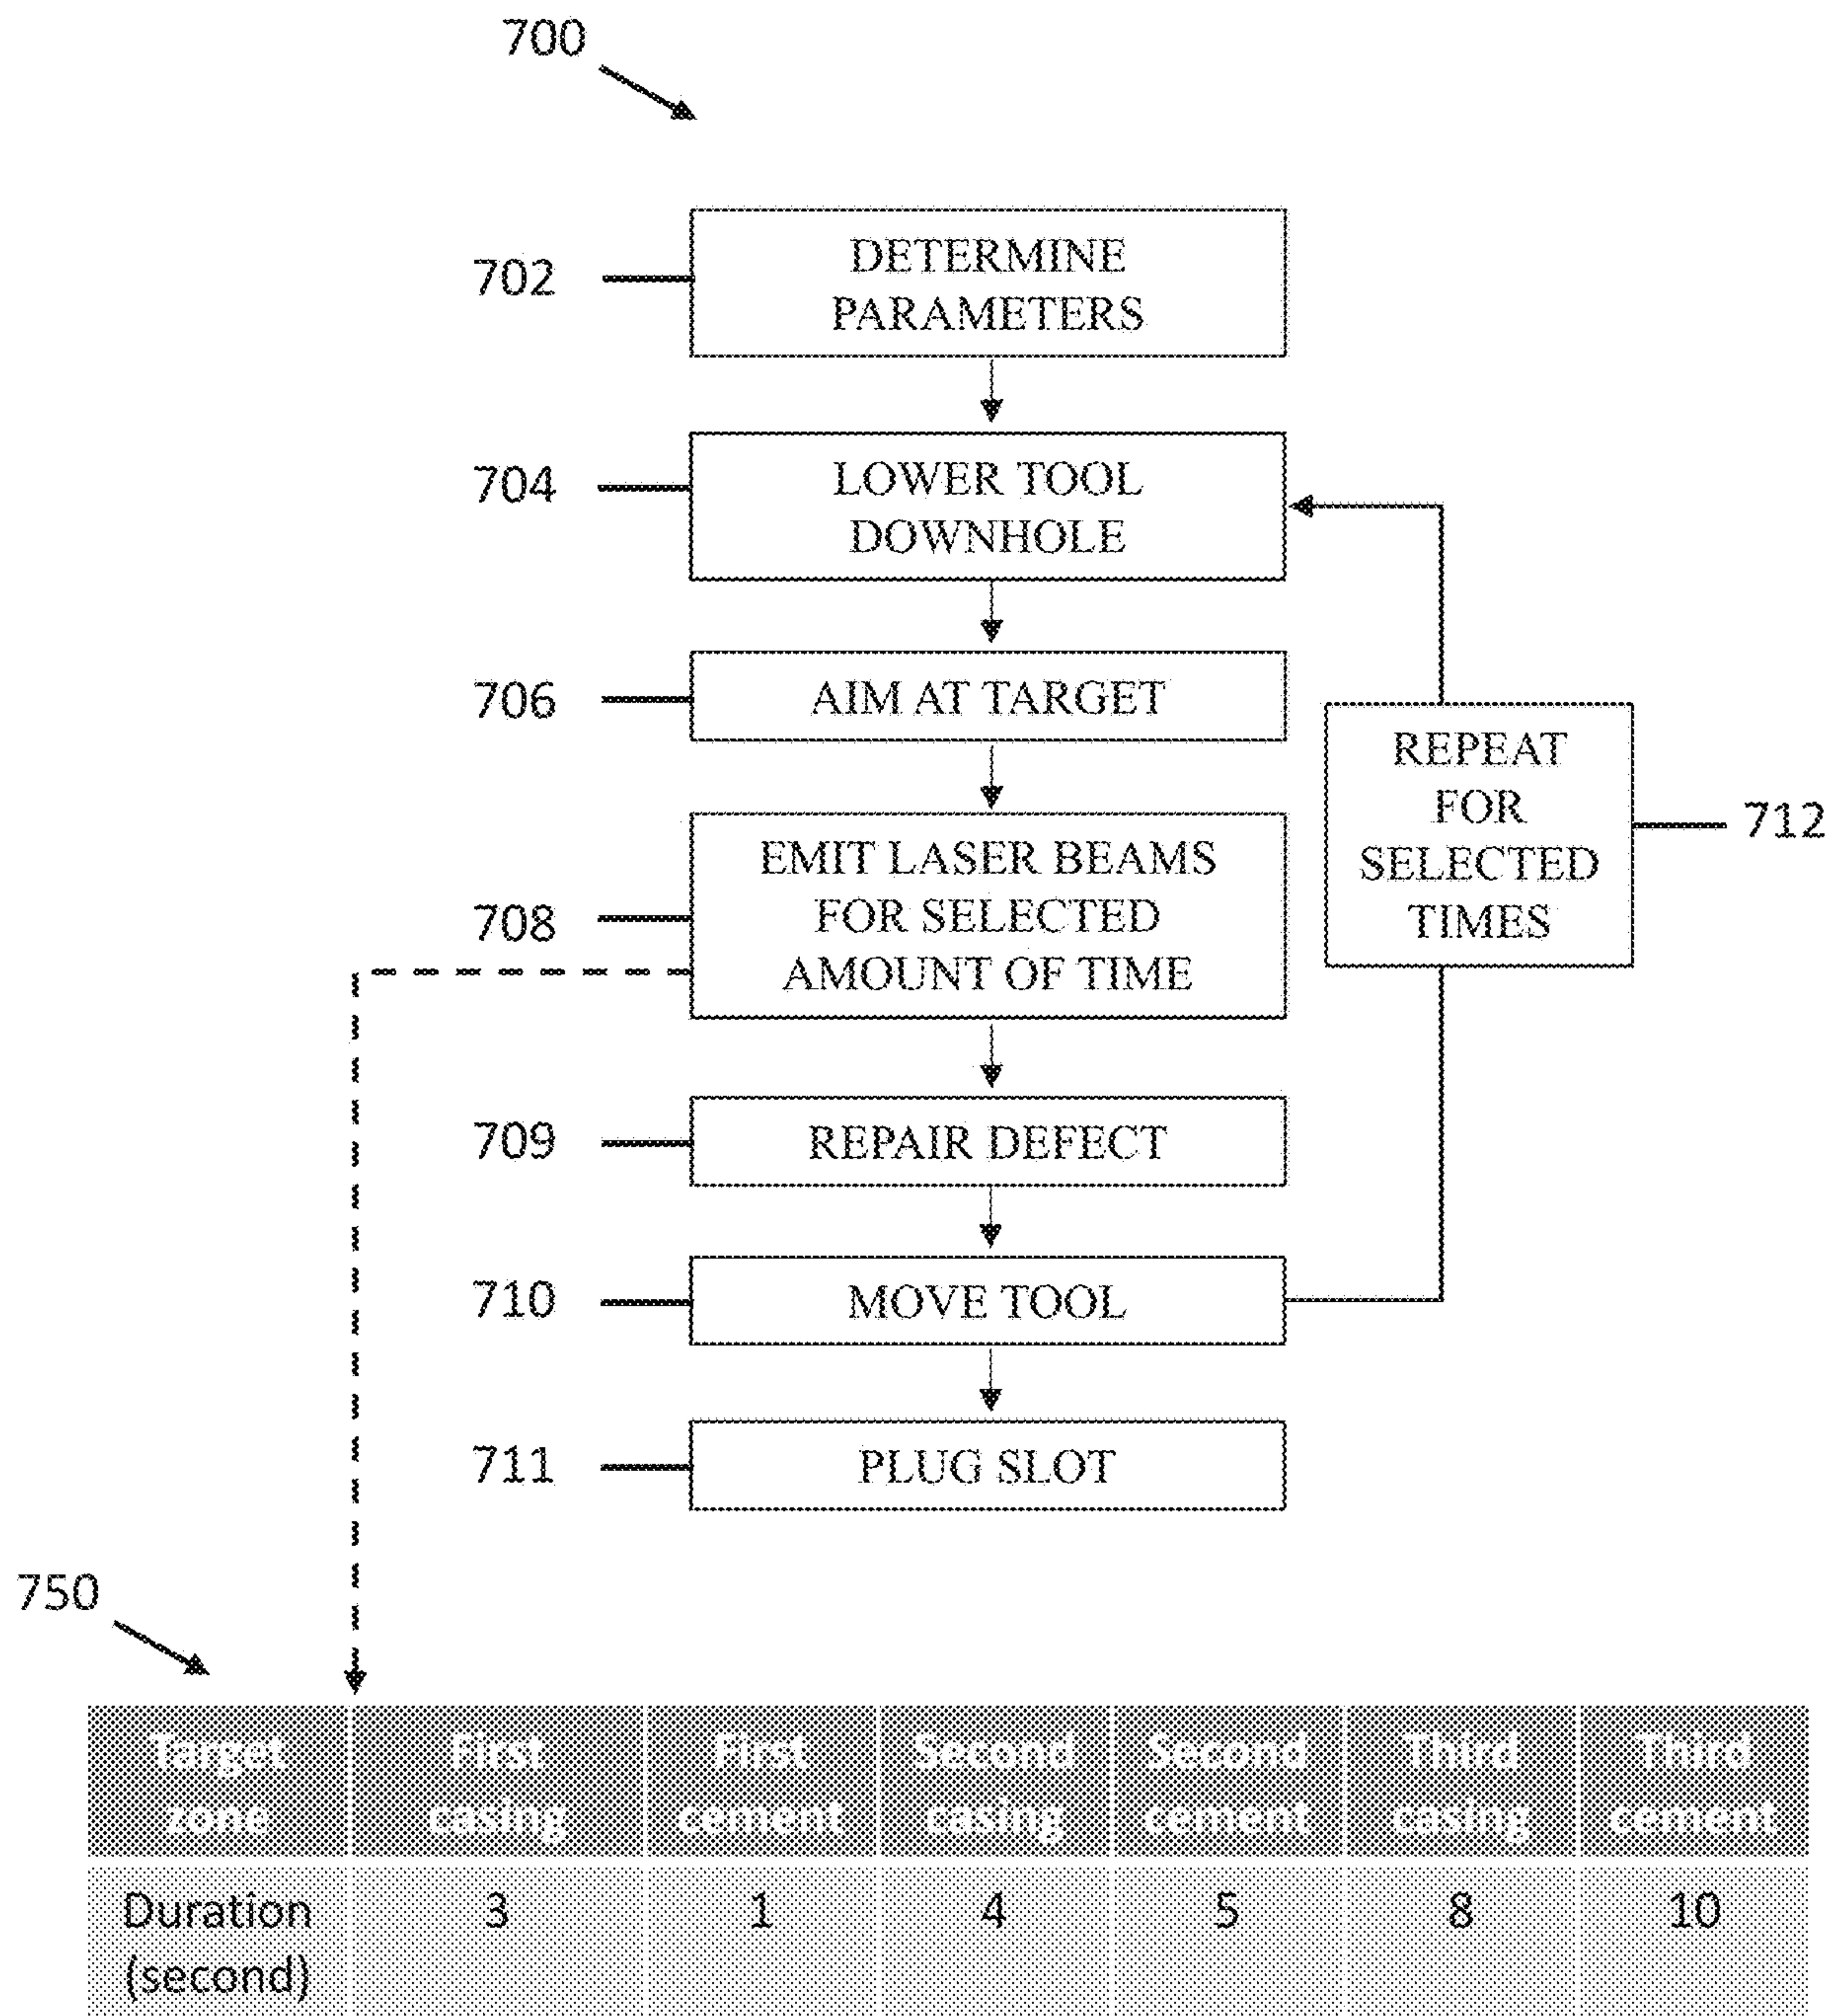 700
702
DETERMINE
PARAMETERS
704
LOWER TOOL
DOWNHOLE
706
AIM AT TARGET
708
EMIT LASER BEAMS
FOR SELECTED
AMOUNT OF TIME
REPEAT
FOR
SELECTED
TIMES
712
709
REPAIR DEFECT
710
MOVE TOOL
711
PLUG SLOT
750
Target zone First casing First cement Second casing Second cement Third casing Third cement
Duration (second) 3 1 4 5 8 10